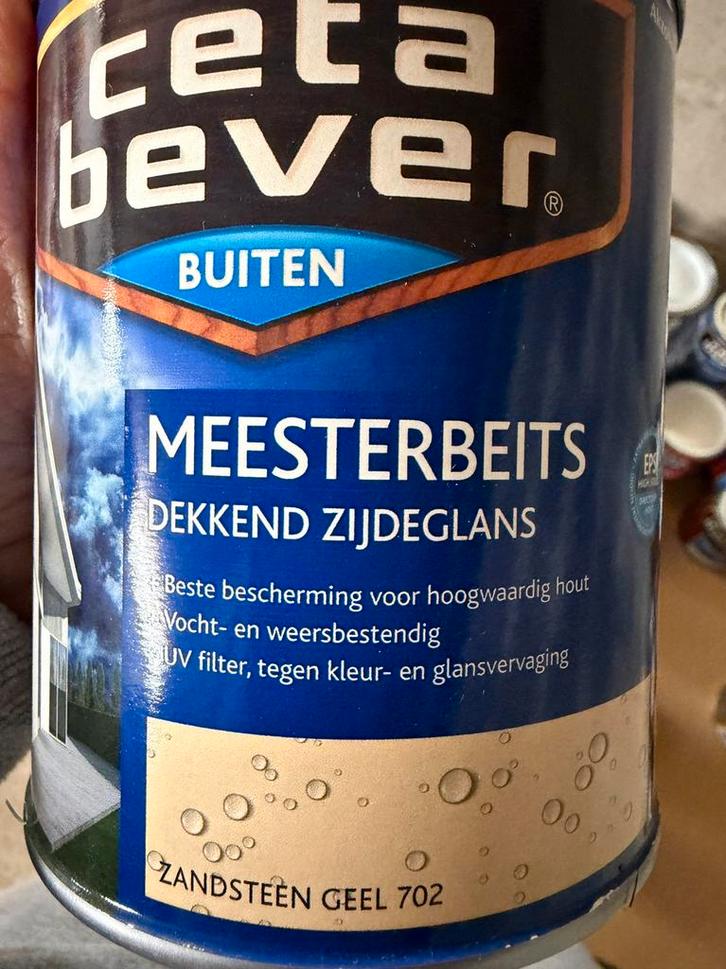 ceta
bever®
BUITEN
MEESTERBEITS
DEKKEND ZIJDEGLANS
Beste bescherming voor hoogwaardig hout
Vocht- en weersbestendig
UV filter, tegen kleur- en glansvervaging
EPS
ZANDSTEEN GEEL 702